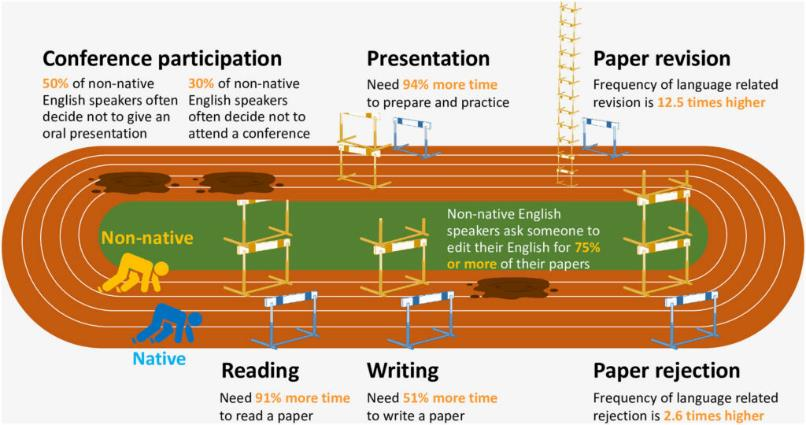 Conference participation
50% of non-native
English speakers often
decide not to give an
oral presentation
30% of non-native
English speakers
often decide not to
attend a conference
Presentation
Need 94% more time
to prepare and practice
Paper revision
Frequency of language related
revision is 12.5 times higher
Non-native
Non-native English
speakers ask someone to
edit their English for 75%
or more of their papers
Native
Reading
Need 91% more time
to read a paper
Writing
Need 51% more time
to write a paper
Paper rejection
Frequency of language related
rejection is 2.6 times higher